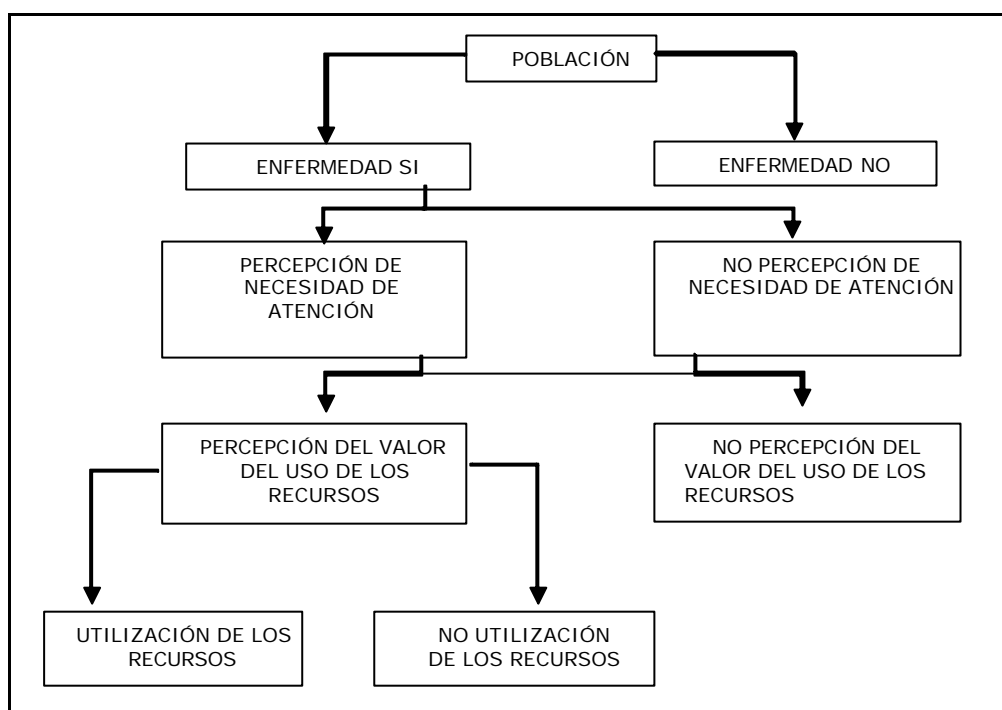 POBLACIÓN
ENFERMEDAD SI
ENFERMEDAD NO
PERCEPCIÓN DE
NECESIDAD DE
ATENCIÓN
NO PERCEPCIÓN DE
NECESIDAD DE ATENCIÓN
PERCEPCIÓN DEL VALOR
DEL USO DE LOS
RECURSOS
NO PERCEPCIÓN DEL
VALOR DEL USO DE LOS
RECURSOS
UTILIZACIÓN DE LOS
RECURSOS
NO UTILIZACIÓN
DE LOS RECURSOS